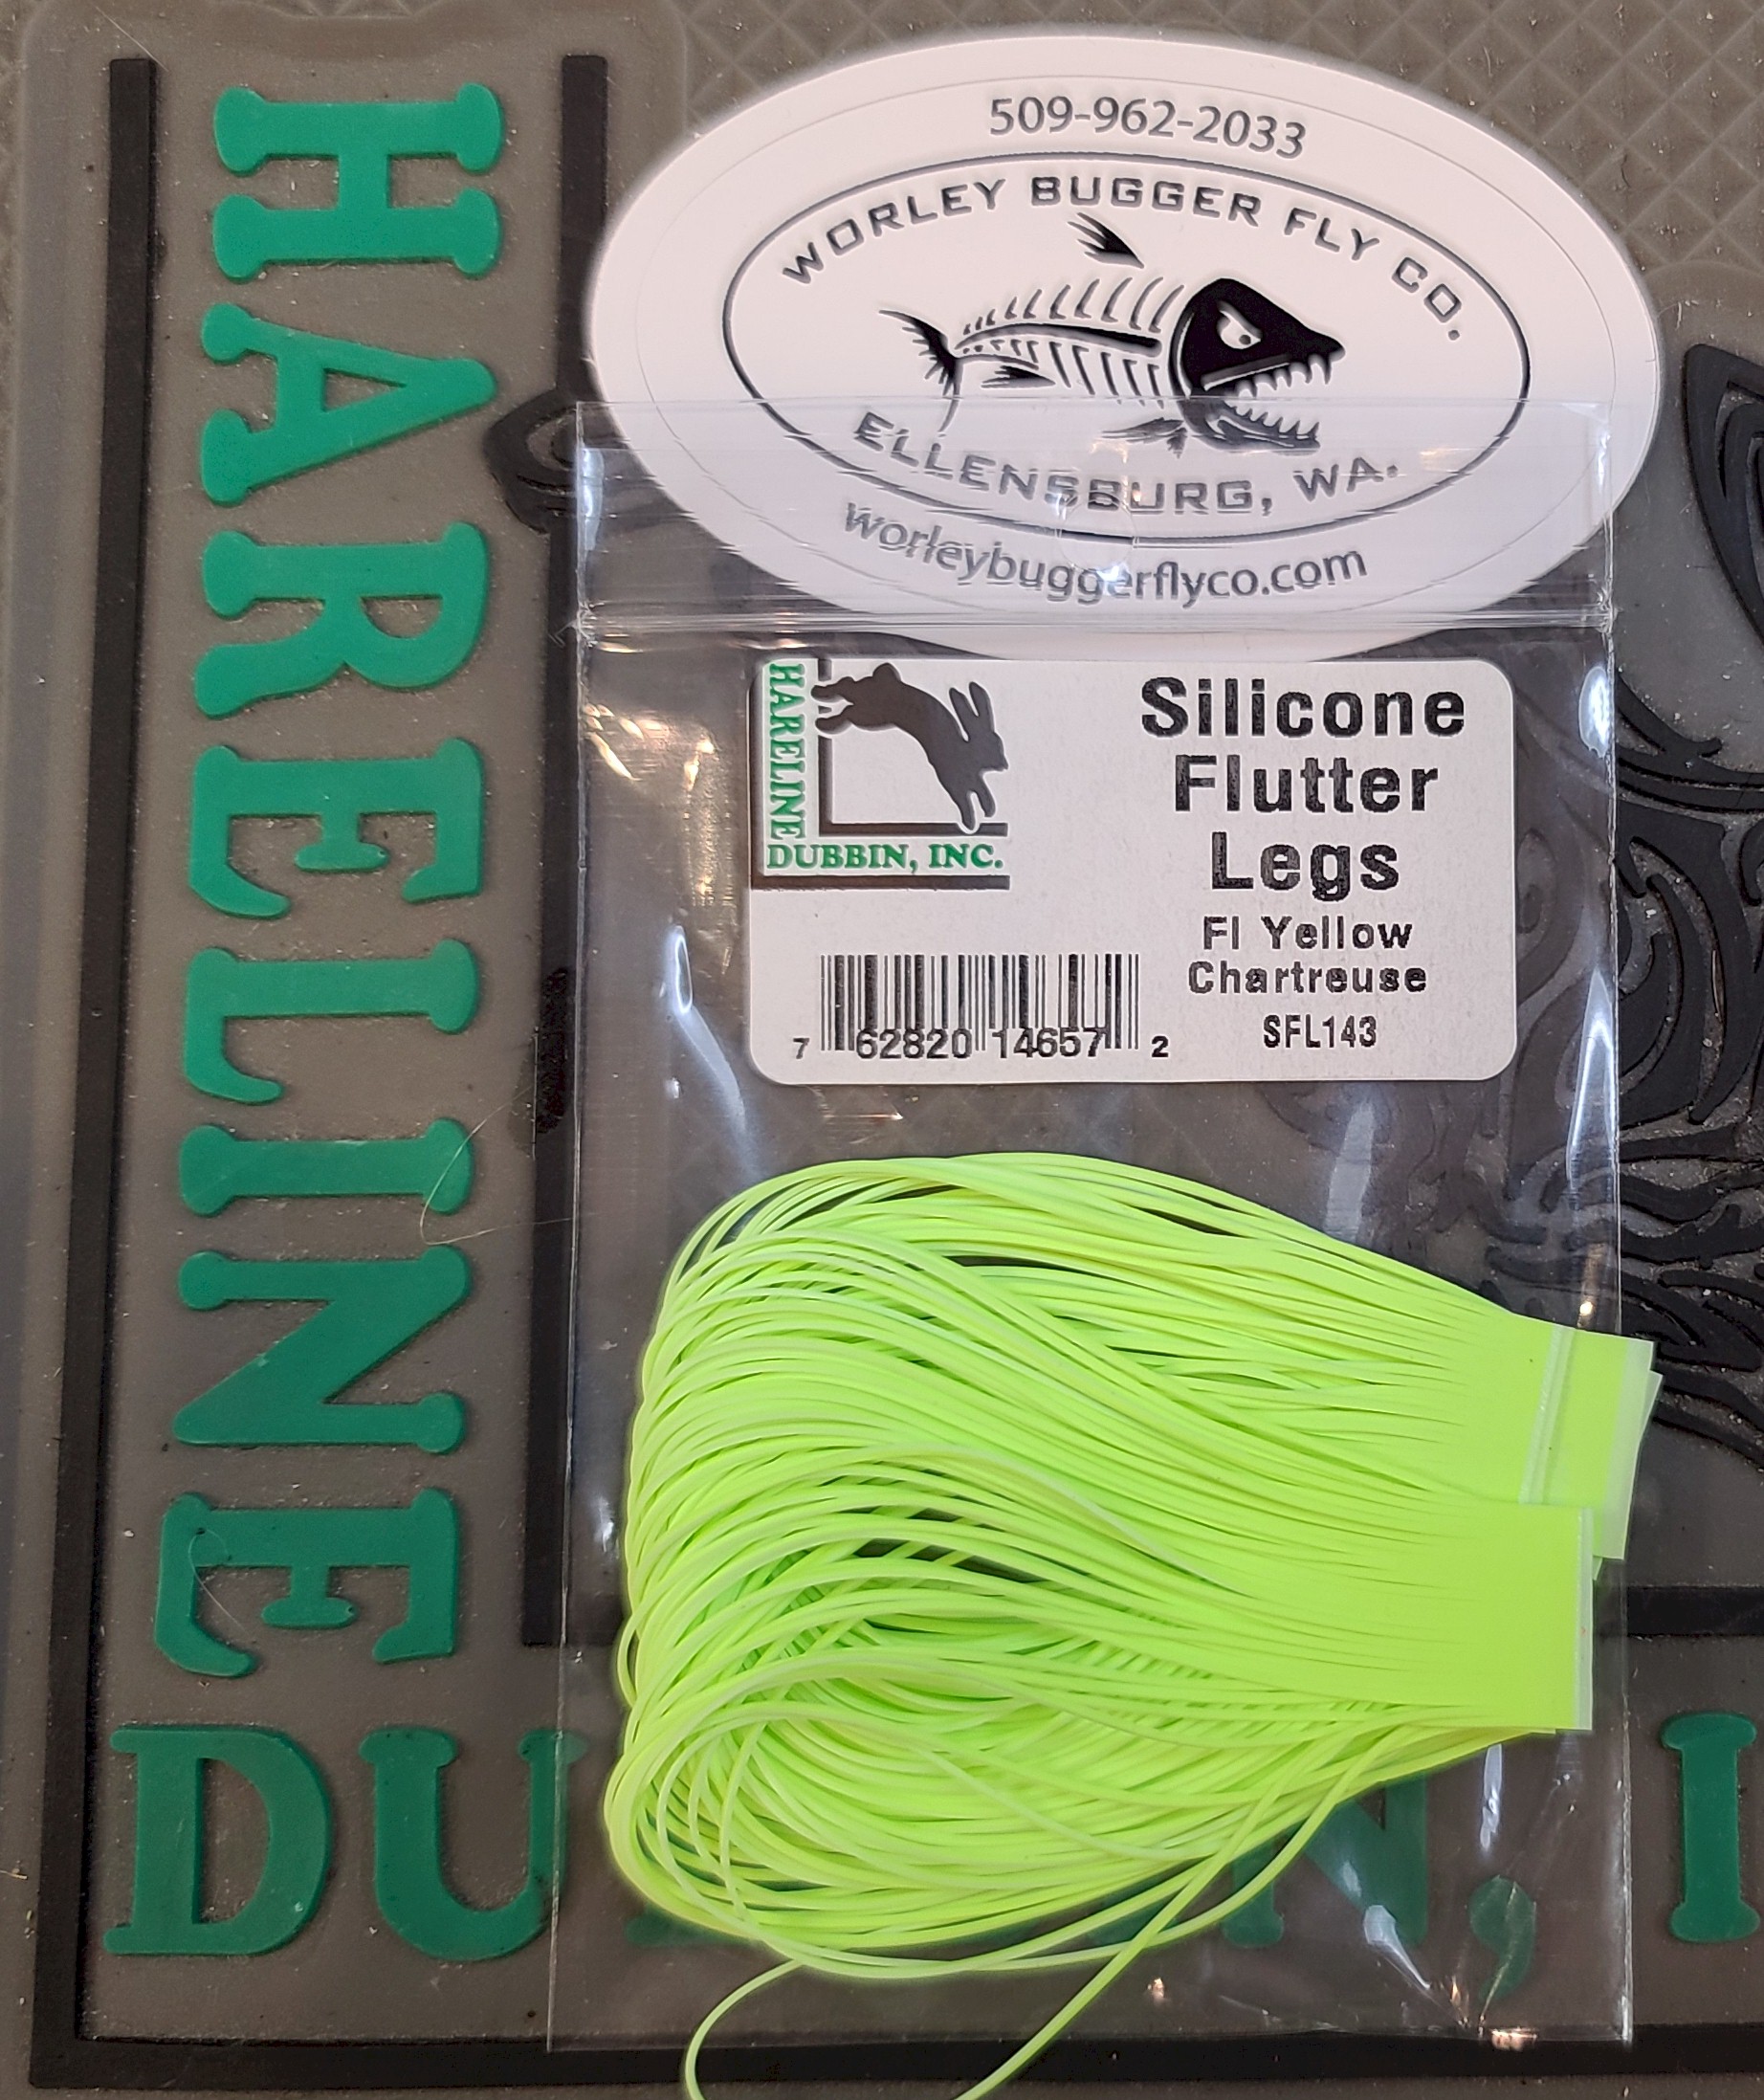 HARELINE
DU N, I
509-962-2033
WORLEY BUGGER FLY CO.
ELLENSBURG, WA.
worleybuggerflyco.com
HARELINE
DUBBIN, INC.
Silicone
Flutter
Legs
Fl Yellow
Chartreuse
SFL143
7 62820 14657 2